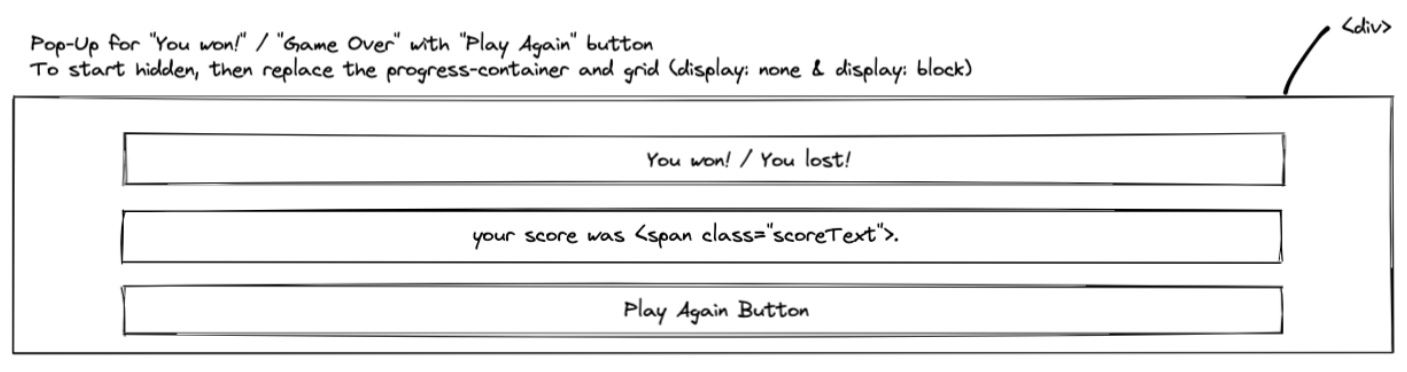 <div>
Pop-Up for "You won!" / "Game Over" with "Play Again" button
To start hidden, then replace the progress-container and grid (display: none & display: block)
You won! / You lost!
your score was <span class="scoreText">.
Play Again Button